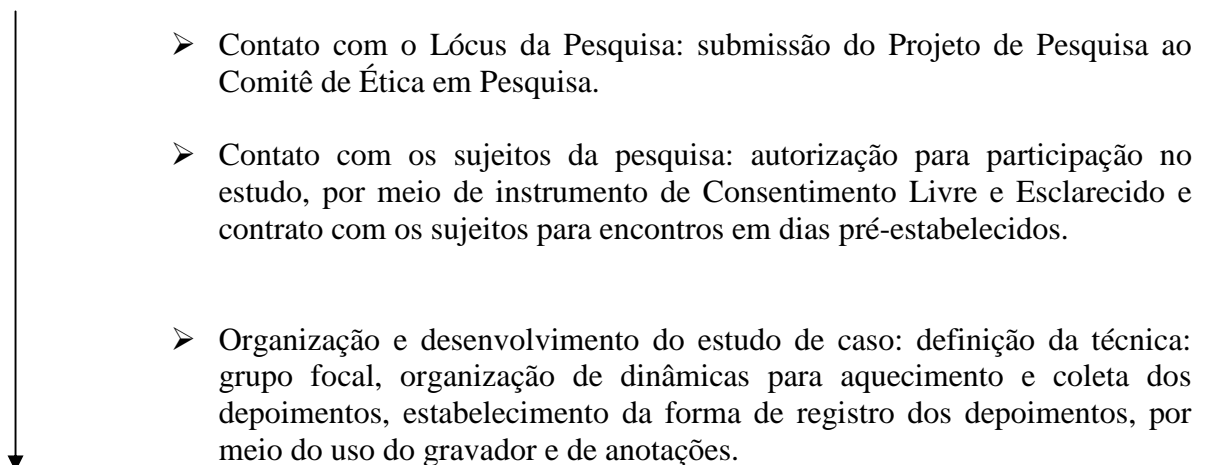 ➢ Contato com o Lócus da Pesquisa: submissão do Projeto de Pesquisa ao
Comitê de Ética em Pesquisa.
➢ Contato com os sujeitos da pesquisa: autorização para participação no
estudo, por meio de instrumento de Consentimento Livre e Esclarecido e
contrato com os sujeitos para encontros em dias pré-estabelecidos.
➢ Organização e desenvolvimento do estudo de caso: definição da técnica:
grupo focal, organização de dinâmicas para aquecimento e coleta dos
depoimentos, estabelecimento da forma de registro dos depoimentos, por
meio do uso do gravador e de anotações.